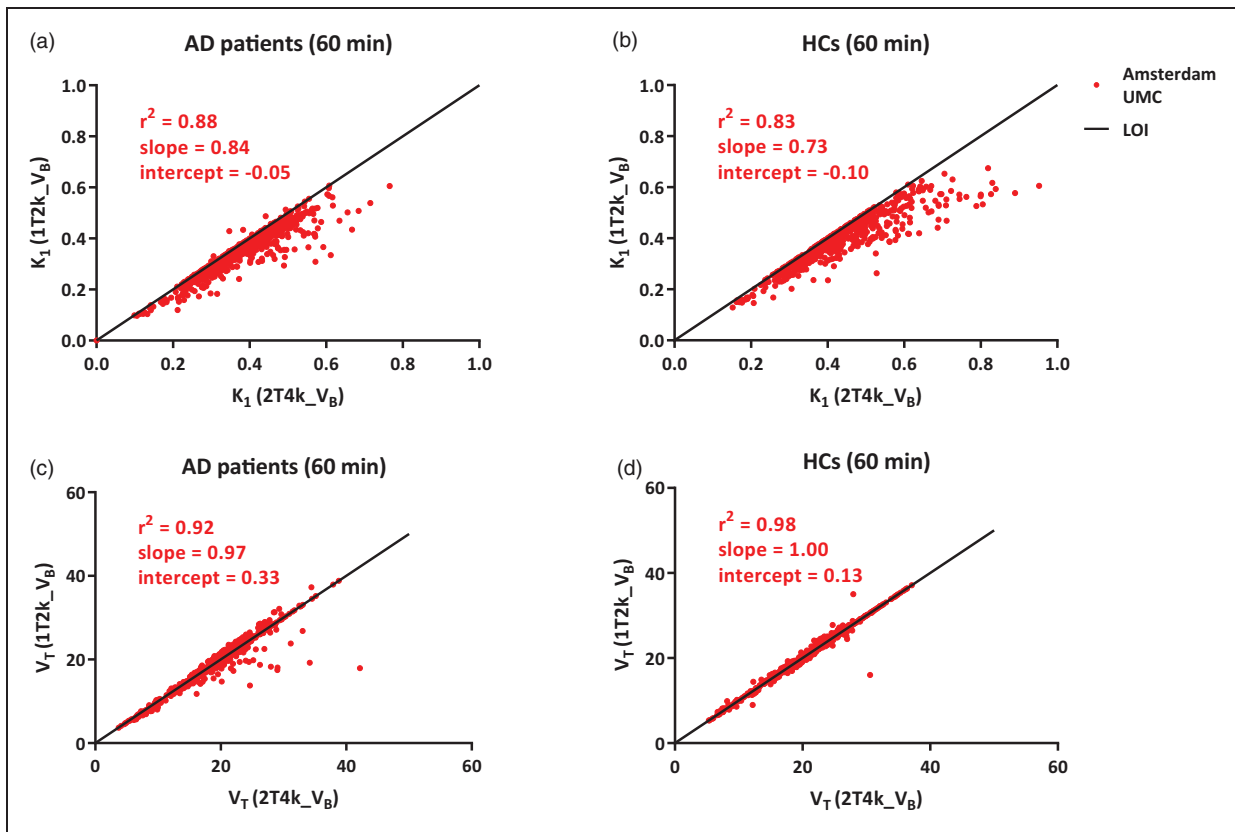 (a)
AD patients (60 min)
r² = 0.88
slope = 0.84
intercept = -0.05
K₁ (1T2k_V_B)
1.0
0.8
0.6
0.4
0.2
0.0
0.0 0.2 0.4 0.6 0.8 1.0
K₁ (2T4k_V_B)
(b)
HCs (60 min)
r² = 0.83
slope = 0.73
intercept = -0.10
K₁ (1T2k_V_B)
1.0
0.8
0.6
0.4
0.2
0.0
0.0 0.2 0.4 0.6 0.8 1.0
K₁ (2T4k_V_B)
Amsterdam
UMC
LOI
(c)
AD patients (60 min)
r² = 0.92
slope = 0.97
intercept = 0.33
V_T (1T2k_V_B)
60
40
20
0
0 20 40 60
V_T (2T4k_V_B)
(d)
HCs (60 min)
r² = 0.98
slope = 1.00
intercept = 0.13
V_T (1T2k_V_B)
60
40
20
0
0 20 40 60
V_T (2T4k_V_B)